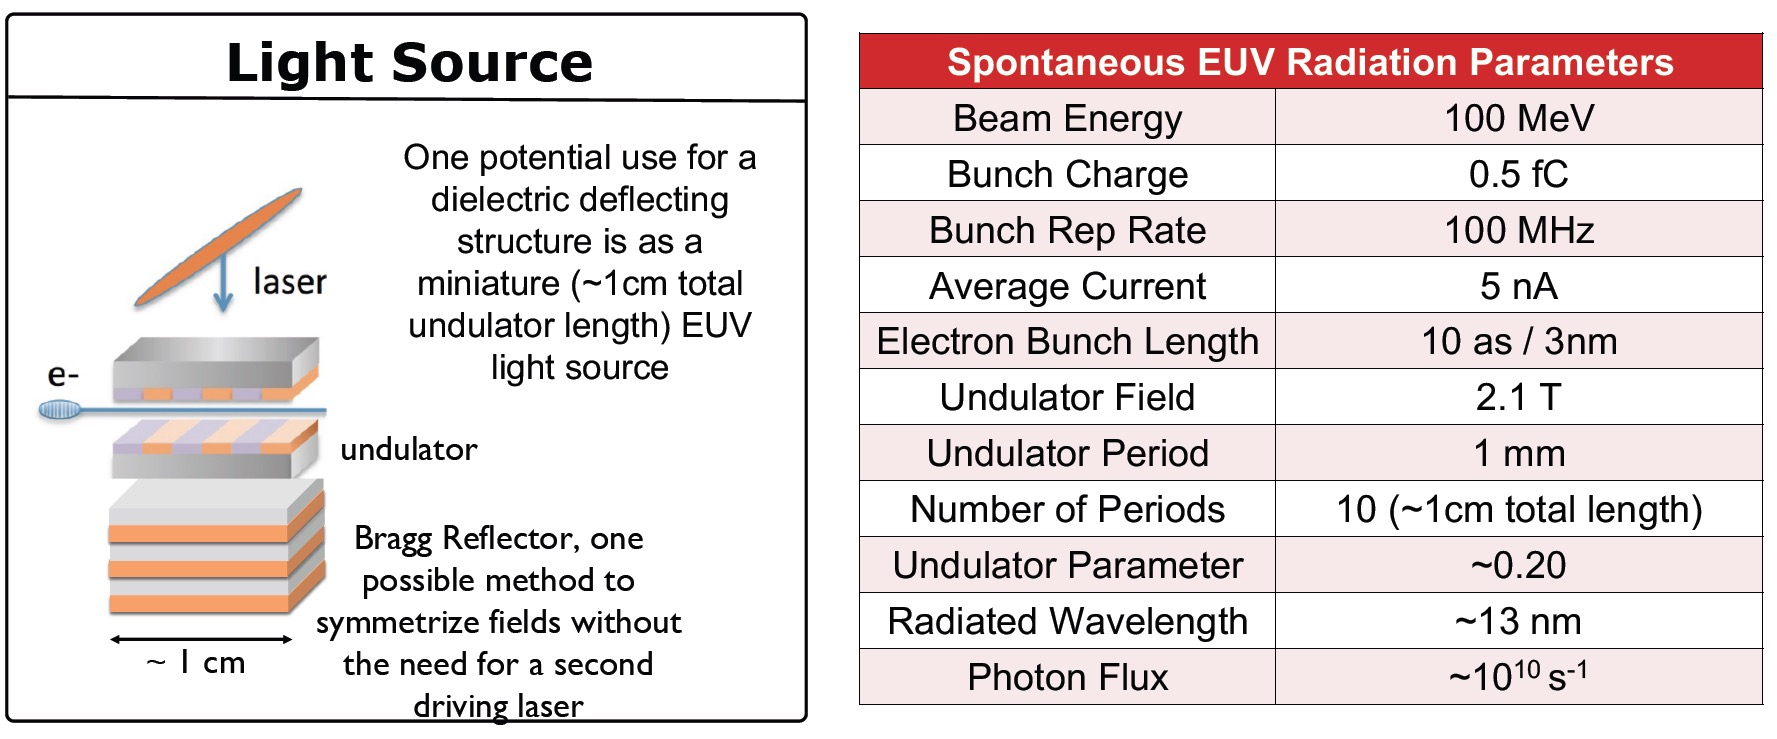 Light Source
One potential use for a
dielectric deflecting
structure is as a
miniature (~1cm total
undulator length) EUV
light source
laser
e-
undulator
Bragg Reflector, one
possible method to
symmetrize fields without
the need for a second
driving laser
~ 1 cm
Spontaneous EUV Radiation Parameters
Beam Energy 100 MeV
Bunch Charge 0.5 fC
Bunch Rep Rate 100 MHz
Average Current 5 nA
Electron Bunch Length 10 as / 3nm
Undulator Field 2.1 T
Undulator Period 1 mm
Number of Periods 10 (~1cm total length)
Undulator Parameter ~0.20
Radiated Wavelength ~13 nm
Photon Flux ~10¹⁰ s⁻¹